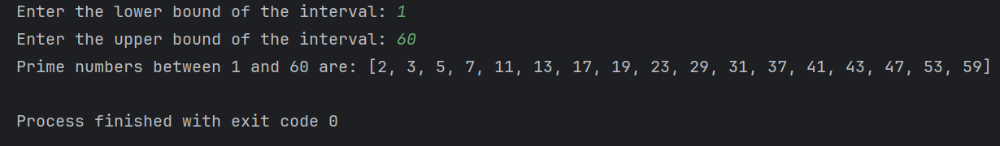 Enter the lower bound of the interval: 1
Enter the upper bound of the interval: 60
Prime numbers between 1 and 60 are: [2, 3, 5, 7, 11, 13, 17, 19, 23, 29, 31, 37, 41, 43, 47, 53, 59]
Process finished with exit code 0